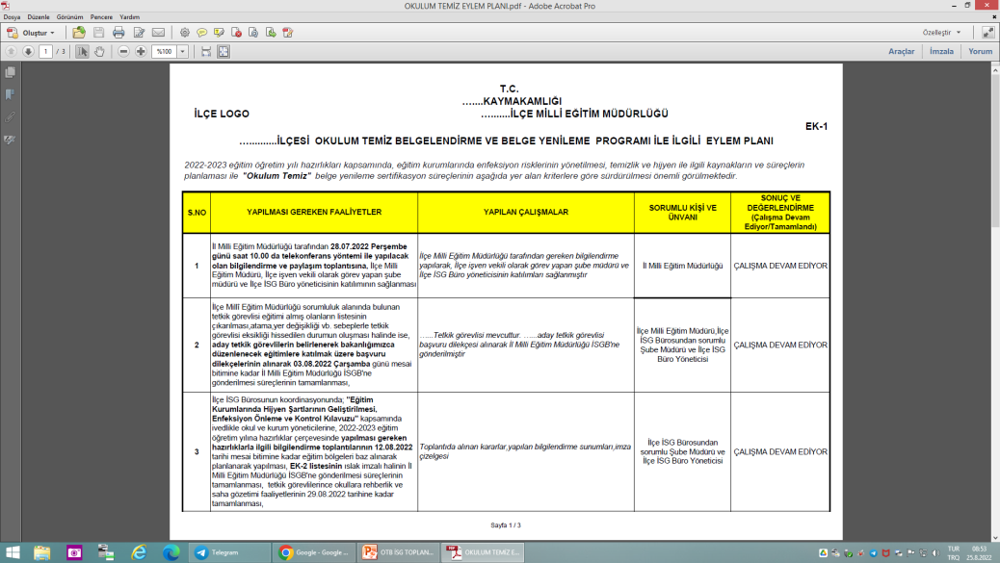 OKULUM TEMİZ EYLEM PLANI.pdf - Adobe Acrobat Pro
Dosya Düzenle Görünüm Pencere Yardım
Oluştur
Özelleştir
1 / 3
%100
Araçlar İmzala Yorum
T.C.
…....KAYMAKAMLIĞI
İLÇE LOGO
…........İLÇE MİLLİ EĞİTİM MÜDÜRLÜĞÜ
EK-1
…..........İLÇESİ OKULUM TEMİZ BELGELENDİRME VE BELGE YENİLEME PROGRAMI İLE İLGİLİ EYLEM PLANI
2022-2023 eğitim öğretim yılı hazırlıkları kapsamında, eğitim kurumlarında enfeksiyon risklerinin yönetilmesi, temizlik ve hijyen ile ilgili kaynakların ve süreçlerin
planlaması ile "Okulum Temiz" belge yenileme sertifikasyon süreçlerinin aşağıda yer alan kriterlere göre sürdürülmesi önemli görülmektedir.
S.NO
YAPILMASI GEREKEN FAALİYETLER
YAPILAN ÇALIŞMALAR
SORUMLU KİŞİ VE
ÜNVANI
SONUÇ VE
DEĞERLENDİRME
(Çalışma Devam
Ediyor/Tamamlandı)
1
İl Milli Eğitim Müdürlüğü tarafından 28.07.2022 Perşembe
günü saat 10.00 da telekonferans yöntemi ile yapılacak
olan bilgilendirme ve paylaşım toplantısına, İlçe Milli
Eğitim Müdürü, İlçe işven vekili olarak görev yapan şube
müdürü ve İlçe İSG Büro yöneticisinin katılımının sağlanması
İlçe Milli Eğitim Müdürlüğü tarafından gereken bilgilendirme
yapılarak, İlçe işven vekili olarak görev yapan şube müdürü ve
İlçe İSG Büro yöneticisinin katılımları sağlanmıştır
İl Milli Eğitim Müdürlüğü
ÇALIŞMA DEVAM EDİYOR
2
İlçe Millî Eğitim Müdürlüğü sorumluluk alanında bulunan
tetkik görevlisi eğitimi almış olanların listesinin
çıkarılması,atama,yer değişikliği vb. sebeplerle tetkik
görevlisi eksikliği hissedilen durumun oluşması halinde ise,
aday tetkik görevlilerin belirlenerek bakanlığımızca
düzenlenecek eğitimlere katılmak üzere başvuru
dilekçelerinin alınarak 03.08.2022 Çarşamba günü mesai
bitimine kadar İl Milli Eğitim Müdürlüğü İSGB'ne
gönderilmesi süreçlerinin tamamlanması,
……Tetkik görevlisi mevcuttur. ……aday tetkik görevlisi
başvuru dilekçesi alınarak İl Milli Eğitim Müdürlüğü İSGB'ne
gönderilmiştir
İlçe Milli Eğitim Müdürü,İlçe
İSG Bürosundan sorumlu
Şube Müdürü ve İlçe İSG
Büro Yöneticisi
ÇALIŞMA DEVAM EDİYOR
3
İlçe İSG Bürosunun koordinasyonunda; "Eğitim
Kurumlarında Hijyen Şartlarının Geliştirilmesi,
Enfeksiyon Önleme ve Kontrol Kılavuzu" kapsamında
ivedilikle okul ve kurum yöneticilerine, 2022-2023 eğitim
öğretim yılına hazırlıklar çerçevesinde yapılması gereken
hazırlıklarla ilgili bilgilendirme toplantılarının 12.08.2022
tarihi mesai bitimine kadar eğitim bölgeleri baz alınarak
planlanarak yapılması, EK-2 listesinin ıslak imzalı halinin İl
Milli Eğitim Müdürlüğü İSGB'ne gönderilmesi süreçlerinin
tamamlanması, tetkik görevlilerince okullara rehberlik ve
saha gözetimi faaliyetlerinin 29.08.2022 tarihine kadar
tamamlanması,
Toplantıda alınan kararlar,yapılan bilgilendirme sunumları,imza
çizelgesi
İlçe İSG Bürosundan
sorumlu Şube Müdürü ve
İlçe İSG Büro Yöneticisi
ÇALIŞMA DEVAM EDİYOR
Sayfa 1 / 3
Telegram
Google - Google ...
OTB İSG TOPLAN...
OKULUM TEMİZ E...
TUR
TRQ
08:53
25.8.2022